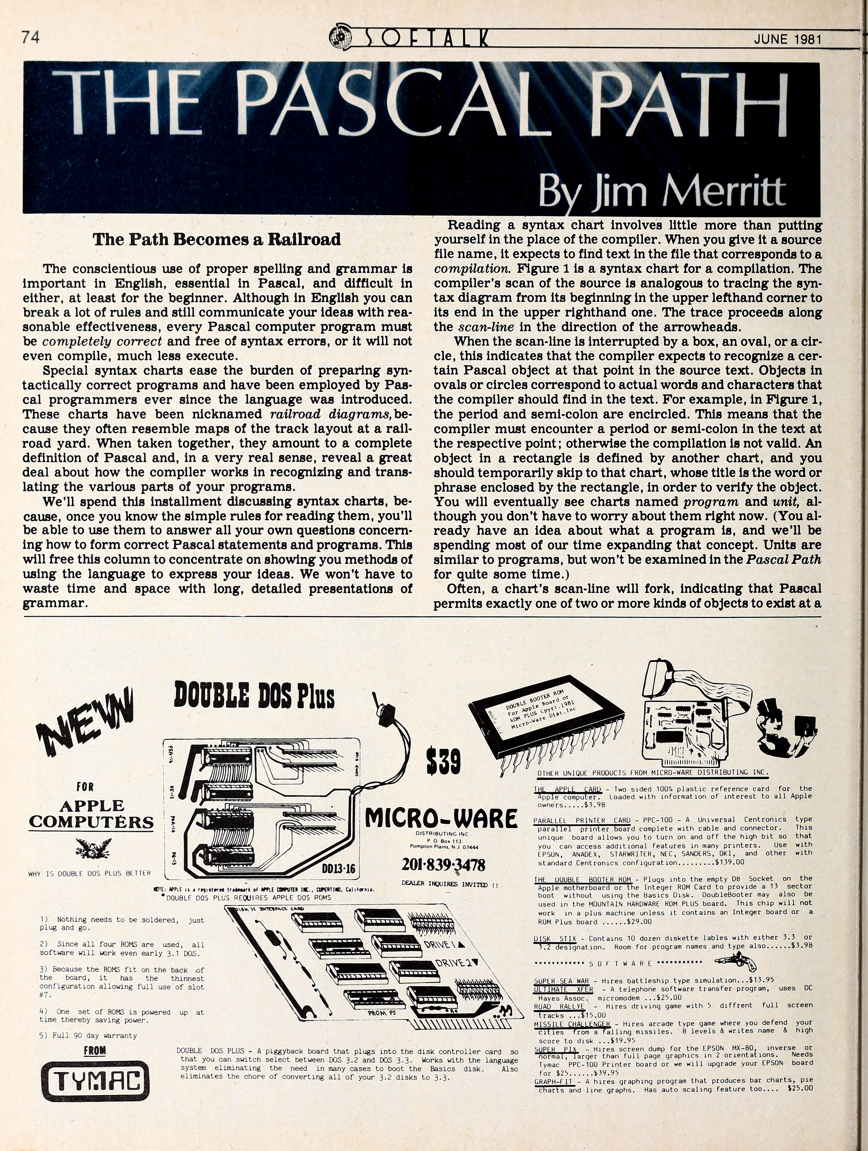 74
SOFTALK
JUNE 1981
THE PASCAL PATH
By Jim Merritt
The Path Becomes a Railroad
The conscientious use of proper spelling and grammar is
important in English, essential in Pascal, and difficult in
either, at least for the beginner. Although in English you can
break a lot of rules and still communicate your ideas with rea-
sonable effectiveness, every Pascal computer program must
be completely correct and free of syntax errors, or it will not
even compile, much less execute.
Special syntax charts ease the burden of preparing syn-
tactically correct programs and have been employed by Pas-
cal programmers ever since the language was introduced.
These charts have been nicknamed railroad diagrams, be-
cause they often resemble maps of the track layout at a rail-
road yard. When taken together, they amount to a complete
definition of Pascal and, in a very real sense, reveal a great
deal about how the compiler works in recognizing and trans-
lating the various parts of your programs.
We'll spend this installment discussing syntax charts, be-
cause, once you know the simple rules for reading them, you'll
be able to use them to answer all your own questions concern-
ing how to form correct Pascal statements and programs. This
will free this column to concentrate on showing you methods of
using the language to express your ideas. We won't have to
waste time and space with long, detailed presentations of
grammar.
Reading a syntax chart involves little more than putting
yourself in the place of the compiler. When you give it a source
file name, it expects to find text in the file that corresponds to a
compilation. Figure 1 is a syntax chart for a compilation. The
compiler's scan of the source is analogous to tracing the syn-
tax diagram from its beginning in the upper lefthand corner to
its end in the upper righthand one. The trace proceeds along
the scan-line in the direction of the arrowheads.
When the scan-line is interrupted by a box, an oval, or a cir-
cle, this indicates that the compiler expects to recognize a cer-
tain Pascal object at that point in the source text. Objects in
ovals or circles correspond to actual words and characters that
the compiler should find in the text. For example, in Figure 1,
the period and semi-colon are encircled. This means that the
compiler must encounter a period or semi-colon in the text at
the respective point; otherwise the compilation is not valid. An
object in a rectangle is defined by another chart, and you
should temporarily skip to that chart, whose title is the word or
phrase enclosed by the rectangle, in order to verify the object.
You will eventually see charts named program and unit, al-
though you don't have to worry about them right now. (You al-
ready have an idea about what a program is, and we'll be
spending most of our time expanding that concept. Units are
similar to programs, but won't be examined in the Pascal Path
for quite some time.)
Often, a chart's scan-line will fork, indicating that Pascal
permits exactly one of two or more kinds of objects to exist at a
NEW
FOR
APPLE
COMPUTERS
WHY IS DOUBLE DOS PLUS BETTER
DOUBLE DOS Plus
DD13-16
NOTE: APPLE is a registered trademark of APPLE COMPUTER INC., CUPERTINO, California.
*DOUBLE DOS PLUS REQUIRES APPLE DOS ROMS
$39
MICRO-WARE
DISTRIBUTING INC
P O Box 113
Pompton Plains, N J 07444
201-839-3478
DEALER INQUIRES INVITED !!
1) Nothing needs to be soldered, just
plug and go.
2) Since all four ROMS are used, all
software will work even early 3.1 DOS.
3) Because the ROMS fit on the back of
the board, it has the thinnest
configuration allowing full use of slot
#7.
4) One set of ROMS is powered up at
time thereby saving power.
5) Full 90 day warranty
FROM
TYMAC
DISK II INTERFACE CARD
DRIVE 1
DRIVE 2
PROM P5
DOUBLE DOS PLUS - A piggyback board that plugs into the disk controller card so
that you can switch select between DOS 3.2 and DOS 3.3. Works with the language
system eliminating the need in many cases to boot the Basics disk. Also
eliminates the chore of converting all of your 3.2 disks to 3.3.
DOUBLE BOOTER ROM
For Apple Board or
ROM PLUS Cpyrt.1981
Micro-Ware Dist.Inc
OTHER UNIQUE PRODUCTS FROM MICRO-WARE DISTRIBUTING INC.
THE APPLE CARD - Two sided 100% plastic reference card for the
Apple computer. Loaded with information of interest to all Apple
owners.....$3.98
PARALLEL PRINTER CARD - PPC-100 - A Universal Centronics type
parallel printer board complete with cable and connector. This
unique board allows you to turn on and off the high bit so that
you can access additional features in many printers. Use with
EPSON, ANADEX, STARWRITER, NEC, SANDERS, OKI, and other with
standard Centronics configuration.........$139.00
THE DOUBLE BOOTER ROM - Plugs into the empty D8 Socket on the
Apple motherboard or the Integer ROM Card to provide a 13 sector
boot without using the Basics Disk. DoubleBooter may also be
used in the MOUNTAIN HARDWARE ROM PLUS board. This chip will not
work in a plus machine unless it contains an Integer board or a
ROM Plus board ......$29.00
DISK STIX - Contains 10 dozen diskette lables with either 3.3 or
3.2 designation. Room for program names and type also.....$3.98
*********** S O F T W A R E ***********
SUPER SEA WAR - Hires battleship type simulation...$13.95
ULTIMATE XFER - A telephone software transfer program, uses DC
Hayes Assoc. micromodem ...$25.00
ROAD RALLYE - Hires driving game with 5 diffrent full screen
tracks ...$15.00
MISSILE CHALLENGER - Hires arcade type game where you defend your
cities from a falling missiles. 8 levels & writes name & high
score to disk ...$19.95
SUPER PIX - Hires screen dump for the EPSON MX-80, inverse or
normal, larger than full page graphics in 2 orientations. Needs
Tymac PPC-100 Printer board or we will upgrade your EPSON board
for $25......$39.95
GRAPH-FIT - A hires graphing program that produces bar charts, pie
charts and line graphs. Has auto scaling feature too.... $25.00